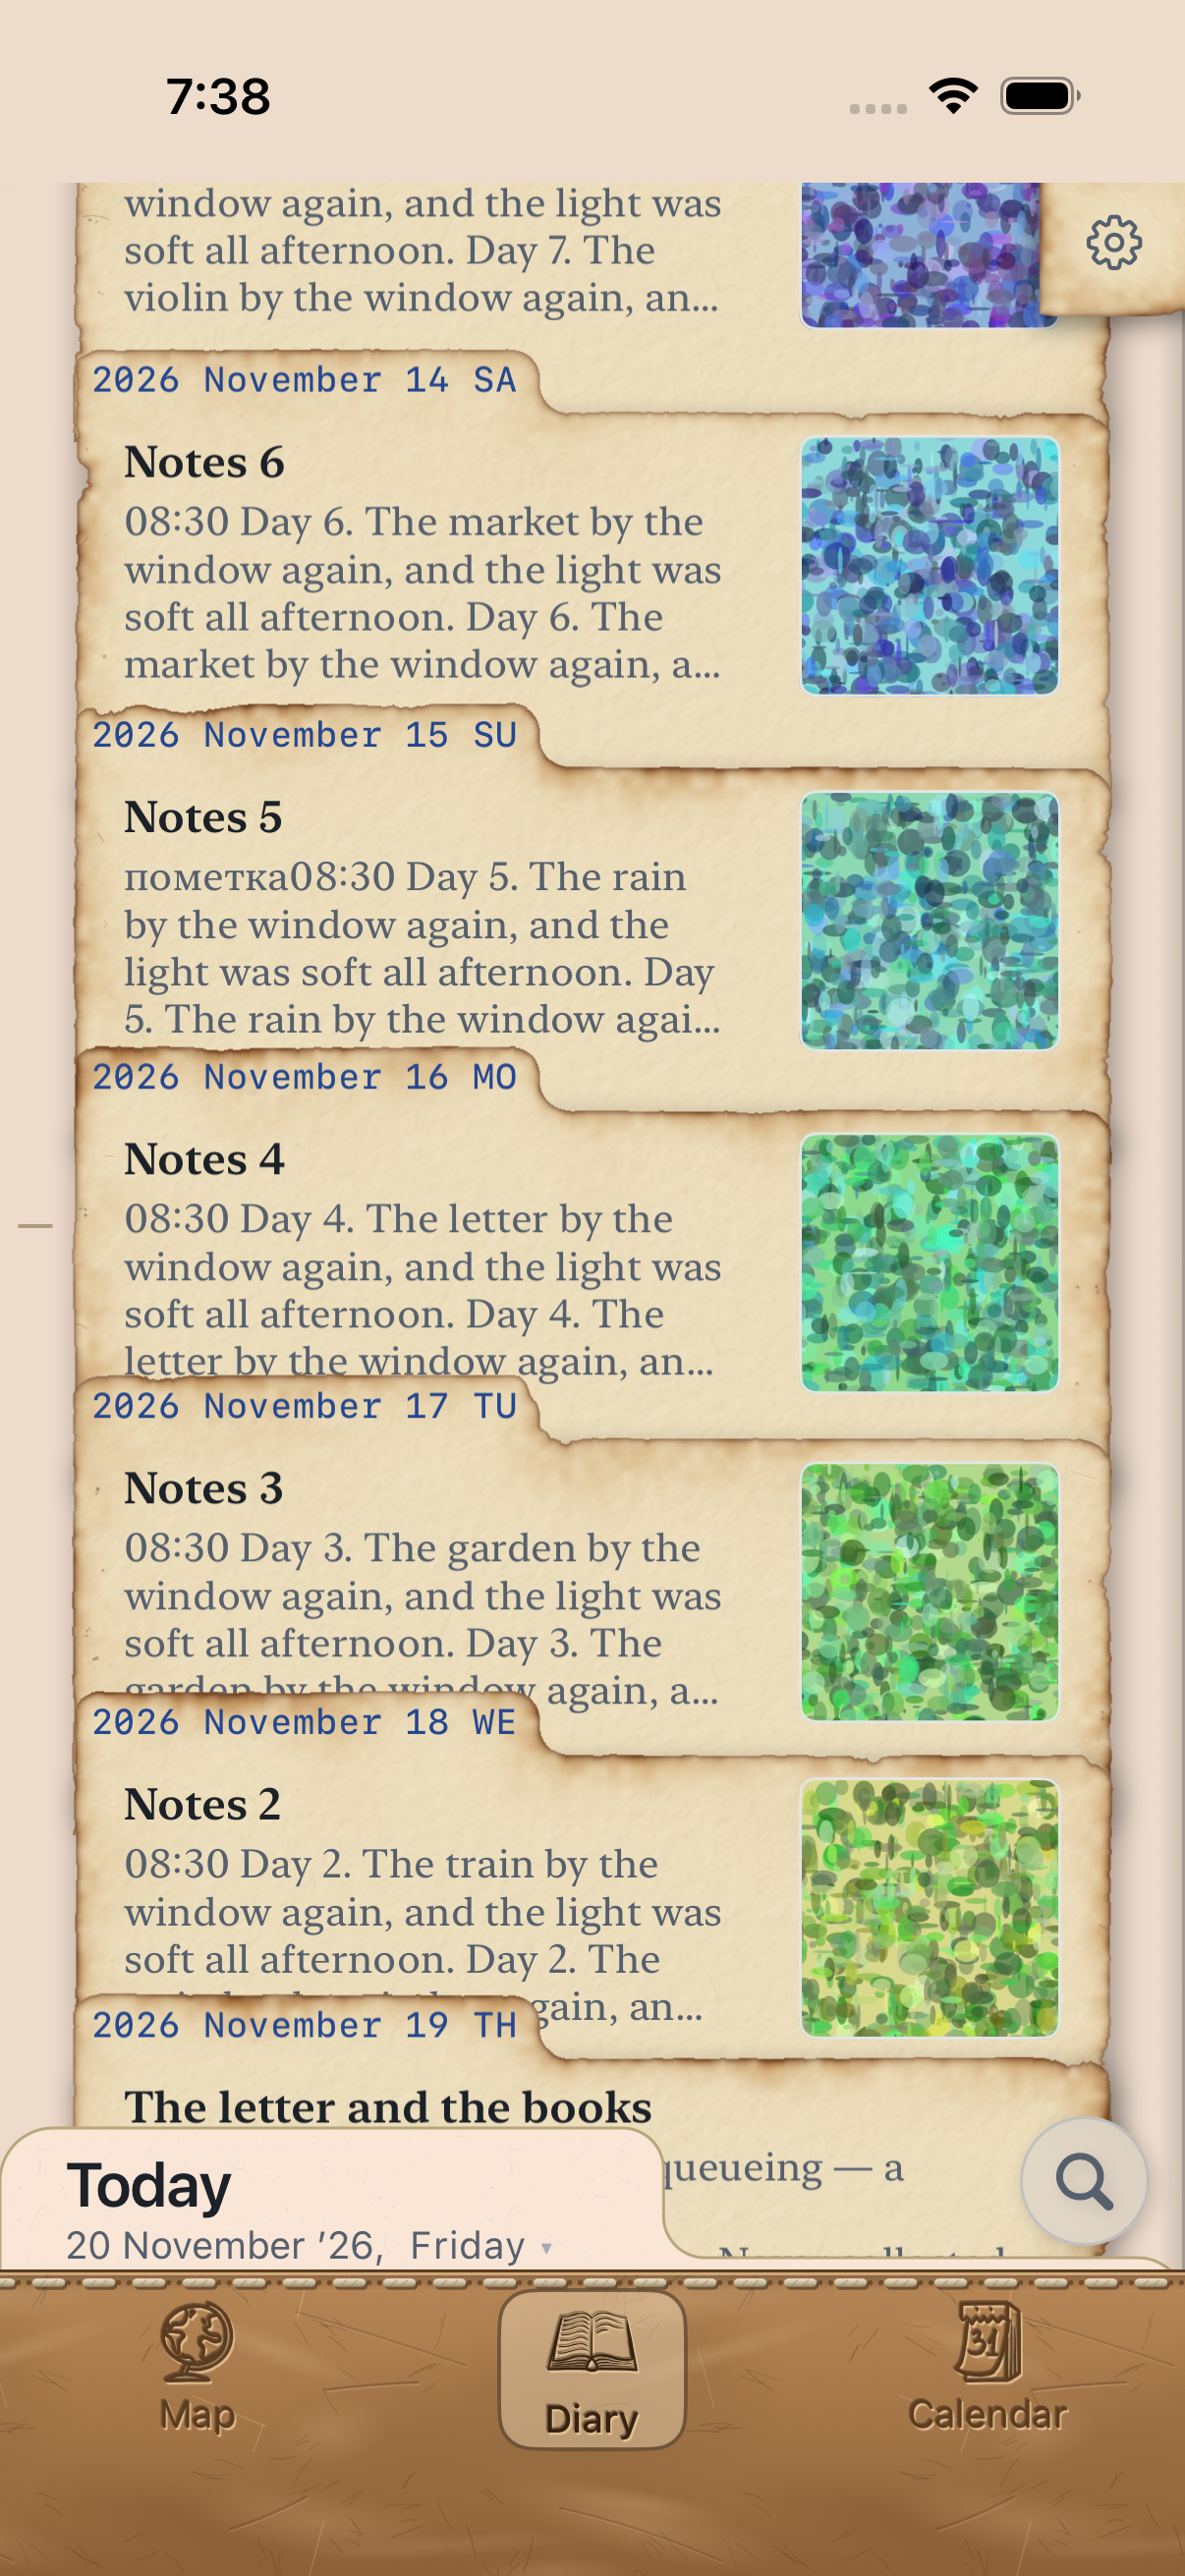 7:38
window again, and the light was
soft all afternoon. Day 7. The
violin by the window again, an...
2026 November 14 SA
Notes 6
08:30 Day 6. The market by the
window again, and the light was
soft all afternoon. Day 6. The
market by the window again, a...
2026 November 15 SU
Notes 5
пометка08:30 Day 5. The rain
by the window again, and the
light was soft all afternoon. Day
5. The rain by the window agai...
2026 November 16 MO
Notes 4
08:30 Day 4. The letter by the
window again, and the light was
soft all afternoon. Day 4. The
letter by the window again, an...
2026 November 17 TU
Notes 3
08:30 Day 3. The garden by the
window again, and the light was
soft all afternoon. Day 3. The
garden by the window again, a...
2026 November 18 WE
Notes 2
08:30 Day 2. The train by the
window again, and the light was
soft all afternoon. Day 2. The
an...
2026 November 19 TH
The letter and the books
queueing — a
Today
20 November ’26, Friday
31
Map
Diary
Calendar